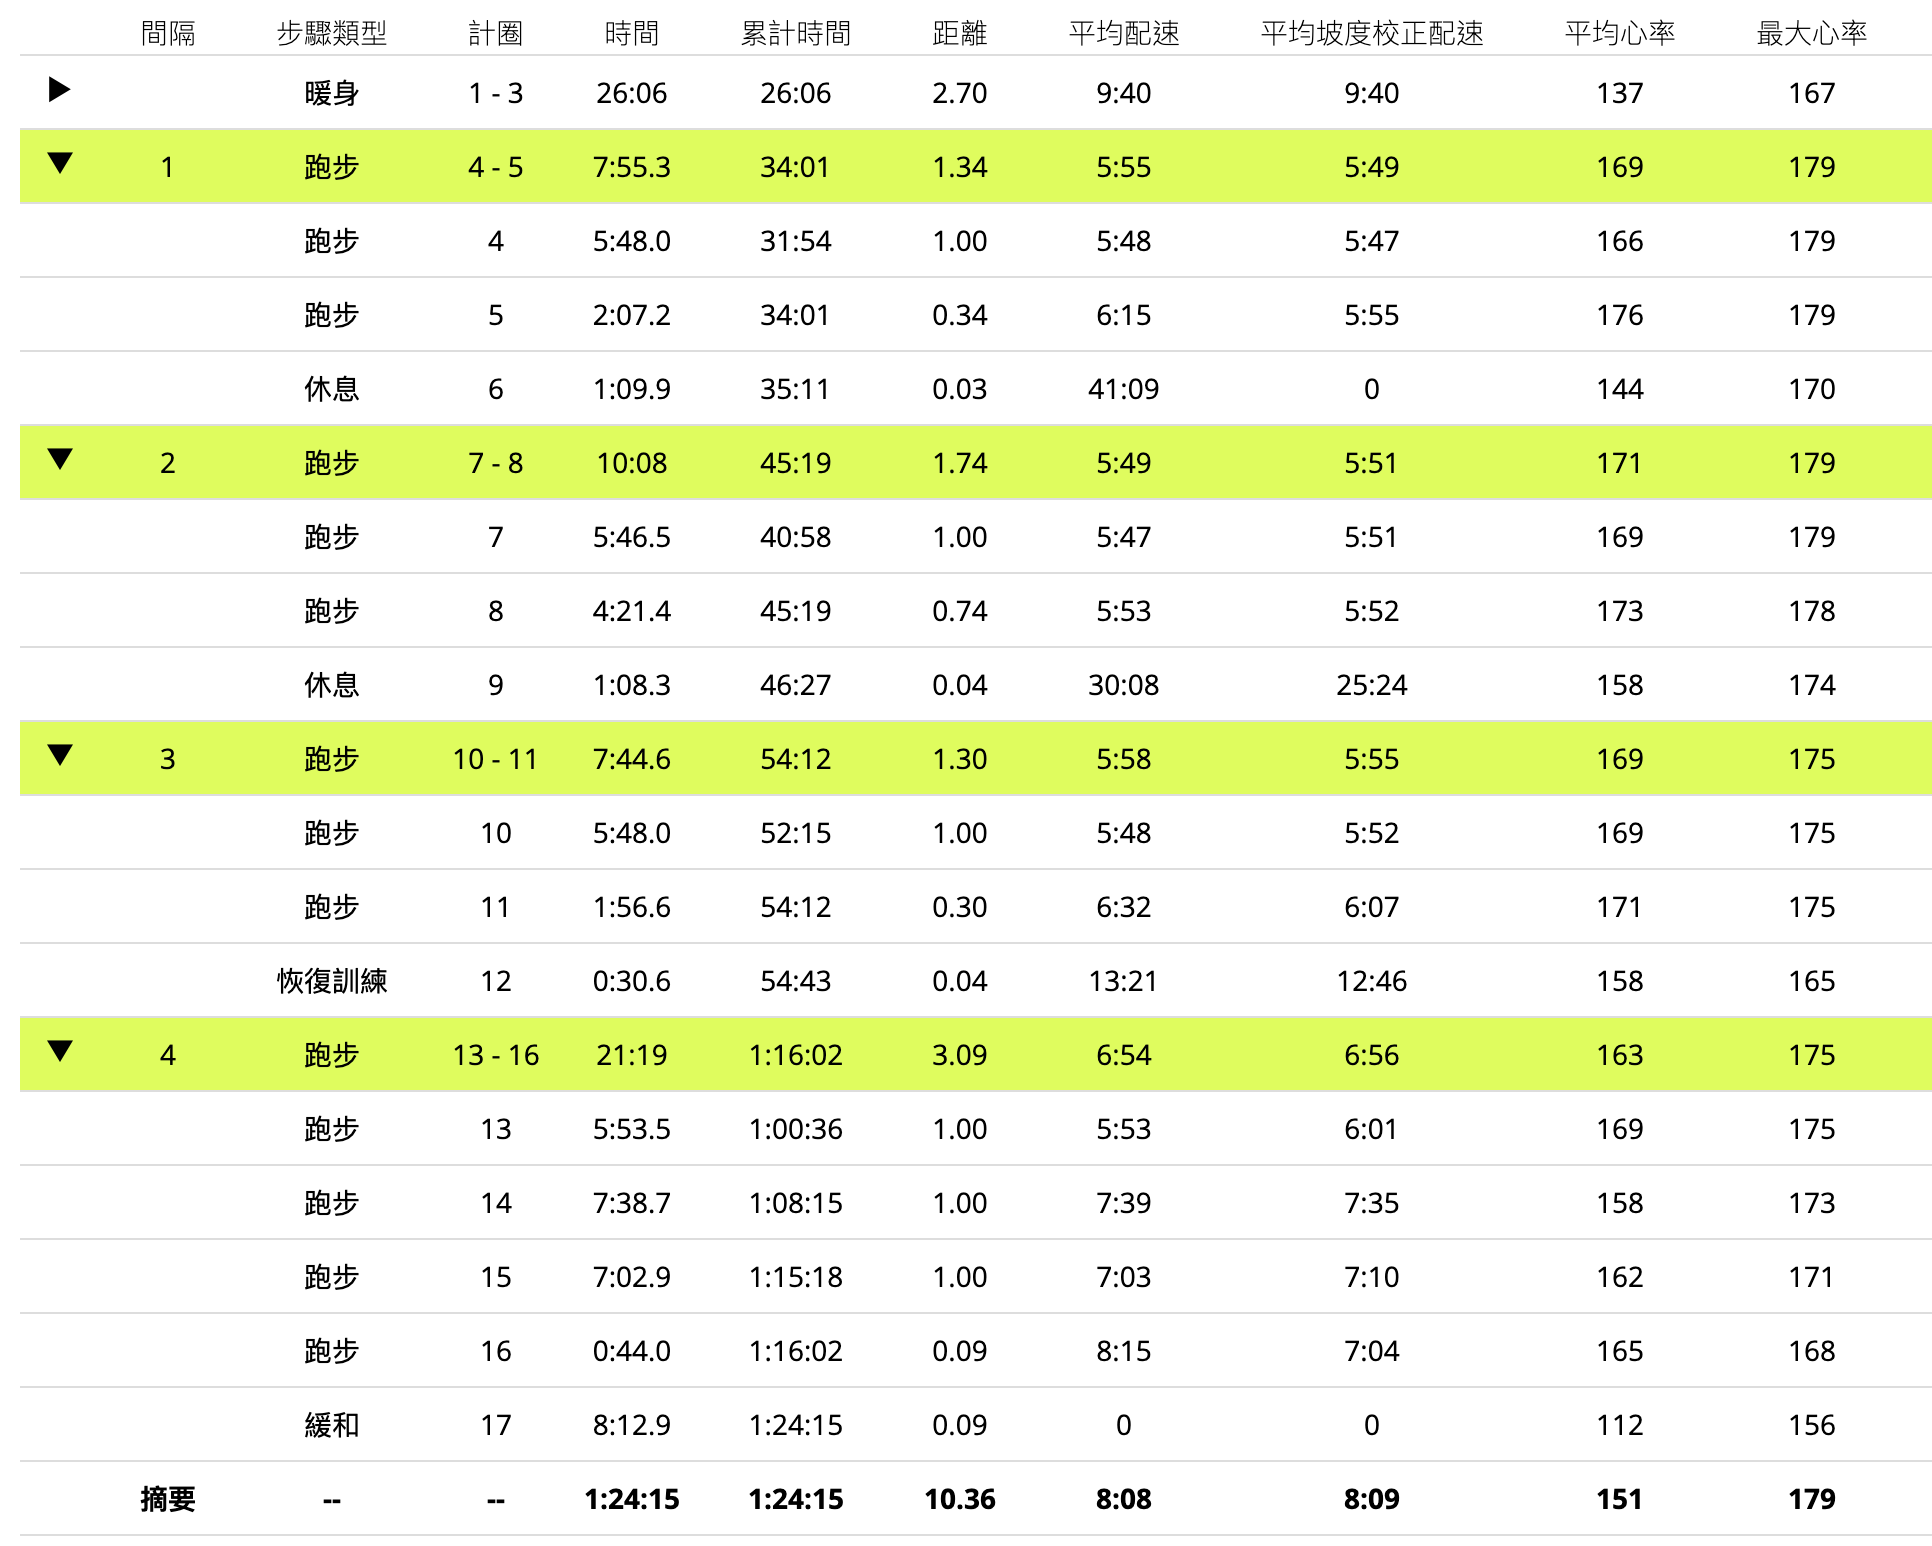 間隔 步驟類型 計圈 時間 累計時間 距離 平均配速 平均坡度校正配速 平均心率 最大心率
暖身 1 - 3 26:06 26:06 2.70 9:40 9:40 137 167
1 跑步 4 - 5 7:55.3 34:01 1.34 5:55 5:49 169 179
跑步 4 5:48.0 31:54 1.00 5:48 5:47 166 179
跑步 5 2:07.2 34:01 0.34 6:15 5:55 176 179
休息 6 1:09.9 35:11 0.03 41:09 0 144 170
2 跑步 7 - 8 10:08 45:19 1.74 5:49 5:51 171 179
跑步 7 5:46.5 40:58 1.00 5:47 5:51 169 179
跑步 8 4:21.4 45:19 0.74 5:53 5:52 173 178
休息 9 1:08.3 46:27 0.04 30:08 25:24 158 174
3 跑步 10 - 11 7:44.6 54:12 1.30 5:58 5:55 169 175
跑步 10 5:48.0 52:15 1.00 5:48 5:52 169 175
跑步 11 1:56.6 54:12 0.30 6:32 6:07 171 175
恢復訓練 12 0:30.6 54:43 0.04 13:21 12:46 158 165
4 跑步 13 - 16 21:19 1:16:02 3.09 6:54 6:56 163 175
跑步 13 5:53.5 1:00:36 1.00 5:53 6:01 169 175
跑步 14 7:38.7 1:08:15 1.00 7:39 7:35 158 173
跑步 15 7:02.9 1:15:18 1.00 7:03 7:10 162 171
跑步 16 0:44.0 1:16:02 0.09 8:15 7:04 165 168
緩和 17 8:12.9 1:24:15 0.09 0 0 112 156
摘要 -- -- 1:24:15 1:24:15 10.36 8:08 8:09 151 179